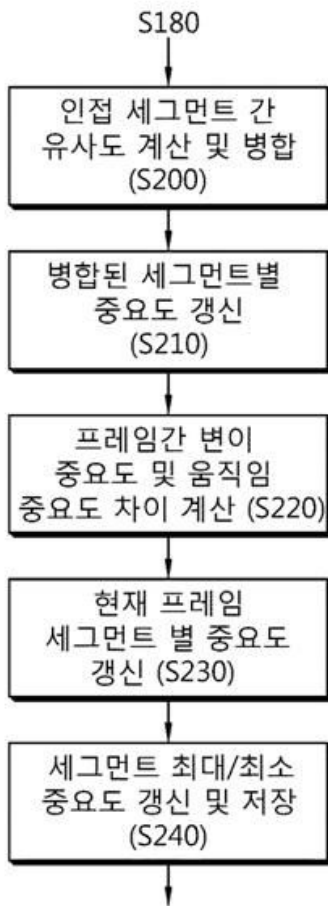 S180
인접 세그먼트 간
유사도 계산 및 병합
(S200)
병합된 세그먼트별
중요도 갱신
(S210)
프레임간 변이
중요도 및 움직임
중요도 차이 계산 (S220)
현재 프레임
세그먼트 별 중요도
갱신 (S230)
세그먼트 최대/최소
중요도 갱신 및 저장
(S240)